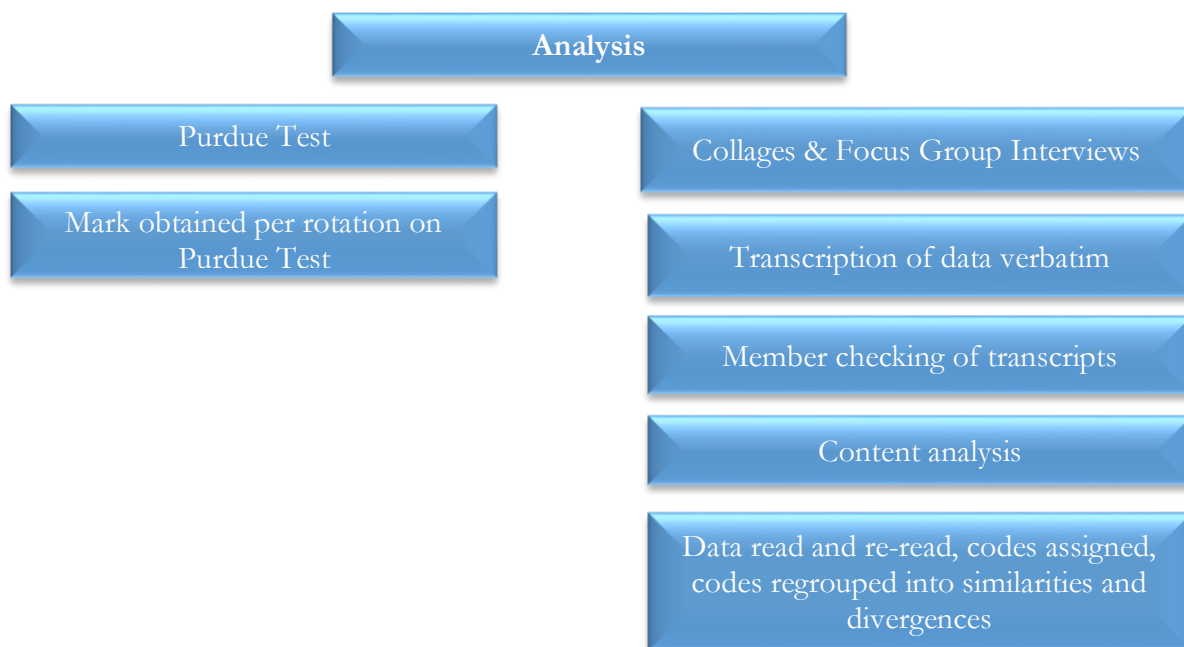 Analysis
Purdue Test
Mark obtained per rotation on
Purdue Test
Collages & Focus Group Interviews
Transcription of data verbatim
Member checking of transcripts
Content analysis
Data read and re-read, codes assigned,
codes regrouped into similarities and
divergences